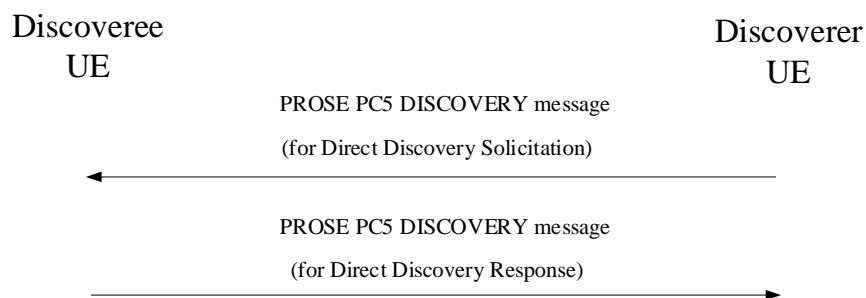 Discoveree
UE
Discoverer
UE
PROSE PC5 DISCOVERY message
(for Direct Discovery Solicitation)
PROSE PC5 DISCOVERY message
(for Direct Discovery Response)